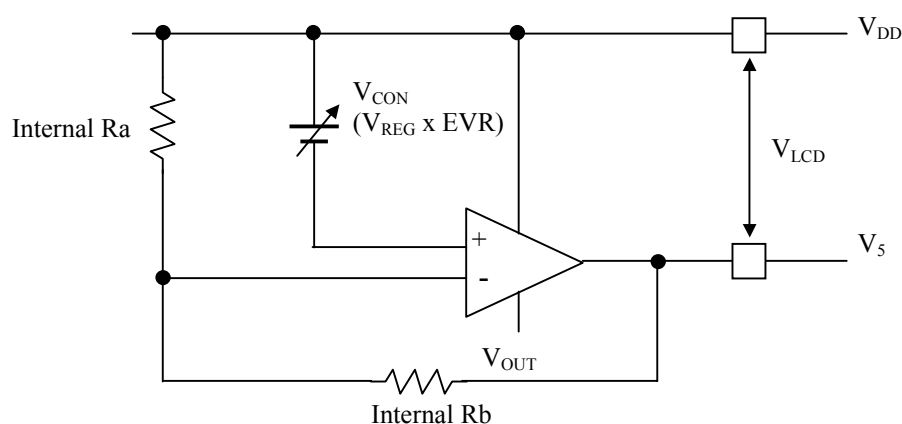 V_DD
V_CON
(V_REG x EVR)
Internal Ra
V_LCD
+
-
V_5
V_OUT
Internal Rb